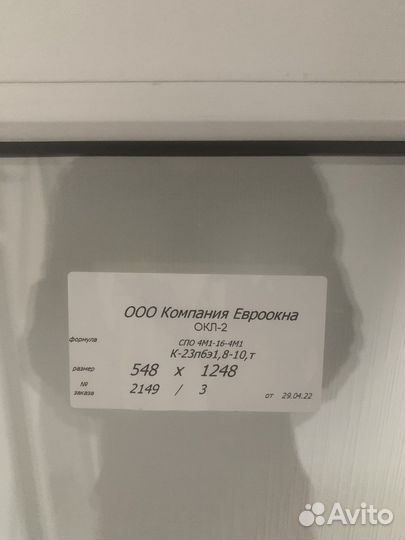 ООО Компания Евроокна
ОКЛ-2
формула СПО 4М1-16-4М1
К-23пбэ1,8-10,т
размер 548 х 1248
№ заказа 2149 / 3 от 29.04.22
Avito